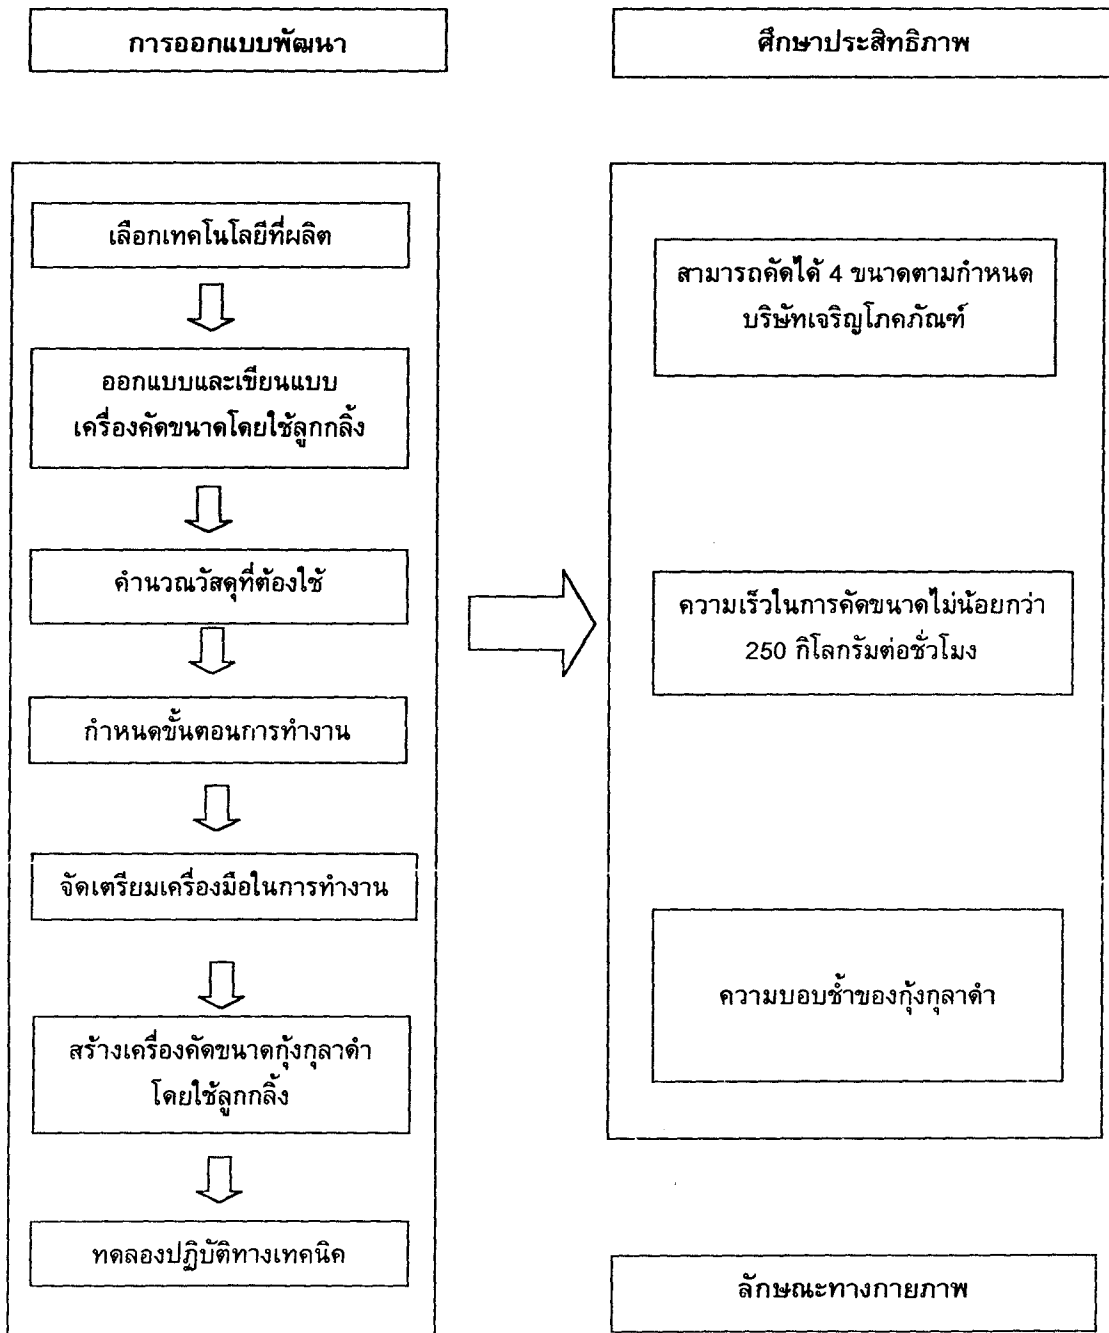 การออกแบบพัฒนา
ศึกษาประสิทธิภาพ
เลือกเทคโนโลยีที่ผลิต
ออกแบบและเขียนแบบ
เครื่องคัดขนาดโดยใช้ลูกกลิ้ง
คำนวณวัสดุที่ต้องใช้
กำหนดขั้นตอนการทำงาน
จัดเตรียมเครื่องมือในการทำงาน
สร้างเครื่องคัดขนาดกุ้งกุลาดำ
โดยใช้ลูกกลิ้ง
ทดลองปฏิบัติทางเทคนิค
สามารถคัดได้ 4 ขนาดตามกำหนด
บริษัทเจริญโภคภัณฑ์
ความเร็วในการคัดขนาดไม่น้อยกว่า
250 กิโลกรัมต่อชั่วโมง
ความบอบช้ำของกุ้งกุลาดำ
ลักษณะทางกายภาพ